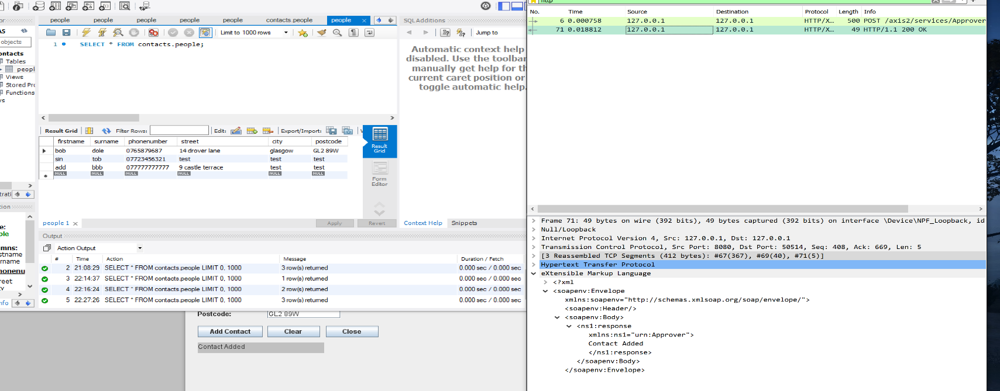 people people people people people contacts.people people
Limit to 1000 rows
1 SELECT * FROM contacts.people;
AS
objects
ontacts
Tables
peopl
Views
Stored Pro
Functions
SQLAdditions
Jump to
Automatic context help
disabled. Use the toolbar
manually get help for th
current caret position or
toggle automatic help.
Result Grid Filter Rows: Edit: Export/Import:
firstname surname phonenumber street city postcode
bob dole 0765879687 14 drover lane glasgow GL2 89W
sin tob 07723456321 test test test
add bbb 077777777777 9 castle terrace test test
NULL NULL NULL NULL NULL NULL
Result
Grid
Form
Editor
people 1 Apply Revert
Context Help Snippets
Output
Action Output
# Time Action Message Duration / Fetch
2 21:08:29 SELECT * FROM contacts.people LIMIT 0, 1000 3 row(s) returned 0.000 sec / 0.000 sec
3 22:14:37 SELECT * FROM contacts.people LIMIT 0, 1000 1 row(s) returned 0.000 sec / 0.000 sec
4 22:16:24 SELECT * FROM contacts.people LIMIT 0, 1000 2 row(s) returned 0.000 sec / 0.000 sec
5 22:27:26 SELECT * FROM contacts.people LIMIT 0, 1000 3 row(s) returned 0.000 sec / 0.000 sec
Postcode: GL2 89W
Add Contact Clear Close
Contact Added
http
No. Time Source Destination Protocol Length Info
6 0.000758 127.0.0.1 127.0.0.1 HTTP/X… 500 POST /axis2/services/Approver
71 0.018812 127.0.0.1 127.0.0.1 HTTP/X… 49 HTTP/1.1 200 OK
Frame 71: 49 bytes on wire (392 bits), 49 bytes captured (392 bits) on interface \Device\NPF_Loopback, id
Null/Loopback
Internet Protocol Version 4, Src: 127.0.0.1, Dst: 127.0.0.1
Transmission Control Protocol, Src Port: 8080, Dst Port: 50514, Seq: 408, Ack: 669, Len: 5
[3 Reassembled TCP Segments (412 bytes): #67(367), #69(40), #71(5)]
Hypertext Transfer Protocol
eXtensible Markup Language
<?xml
<soapenv:Envelope
xmlns:soapenv="http://schemas.xmlsoap.org/soap/envelope/">
<soapenv:Header/>
<soapenv:Body>
<ns1:response
xmlns:ns1="urn:Approver">
Contact Added
</ns1:response>
</soapenv:Body>
</soapenv:Envelope>